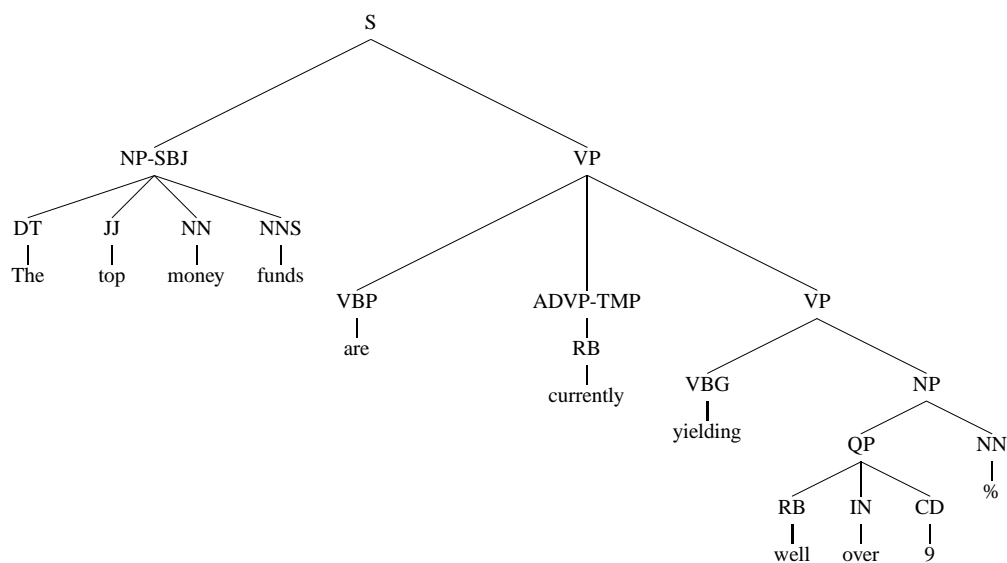 S
NP-SBJ VP
DT JJ NN NNS
The top money funds
VBP ADVP-TMP VP
are RB
currently
VBG NP
yielding
QP NN
%
RB IN CD
well over 9